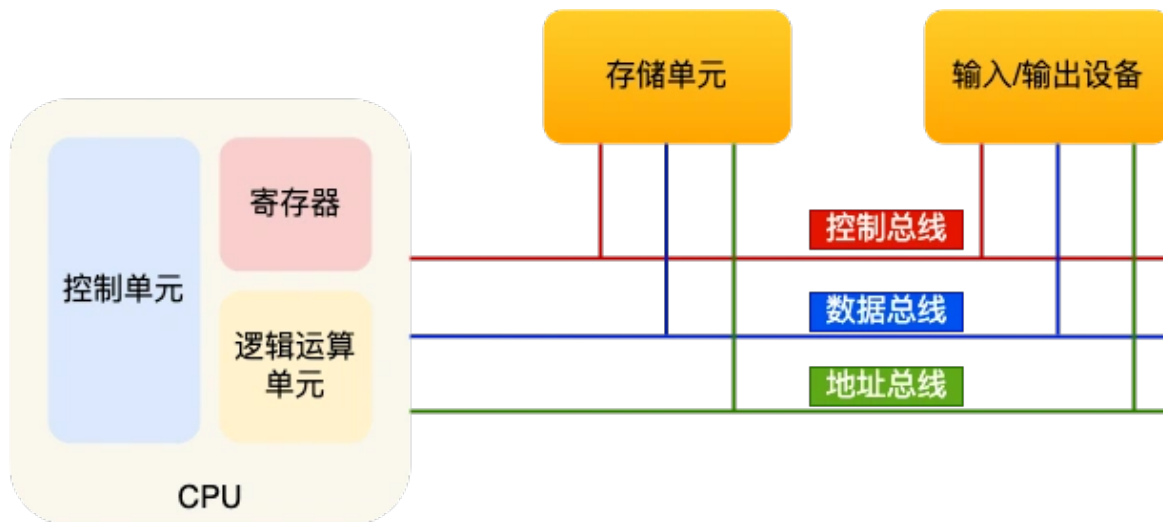 存储单元
输入/输出设备
控制单元
寄存器
逻辑运算
单元
CPU
控制总线
数据总线
地址总线